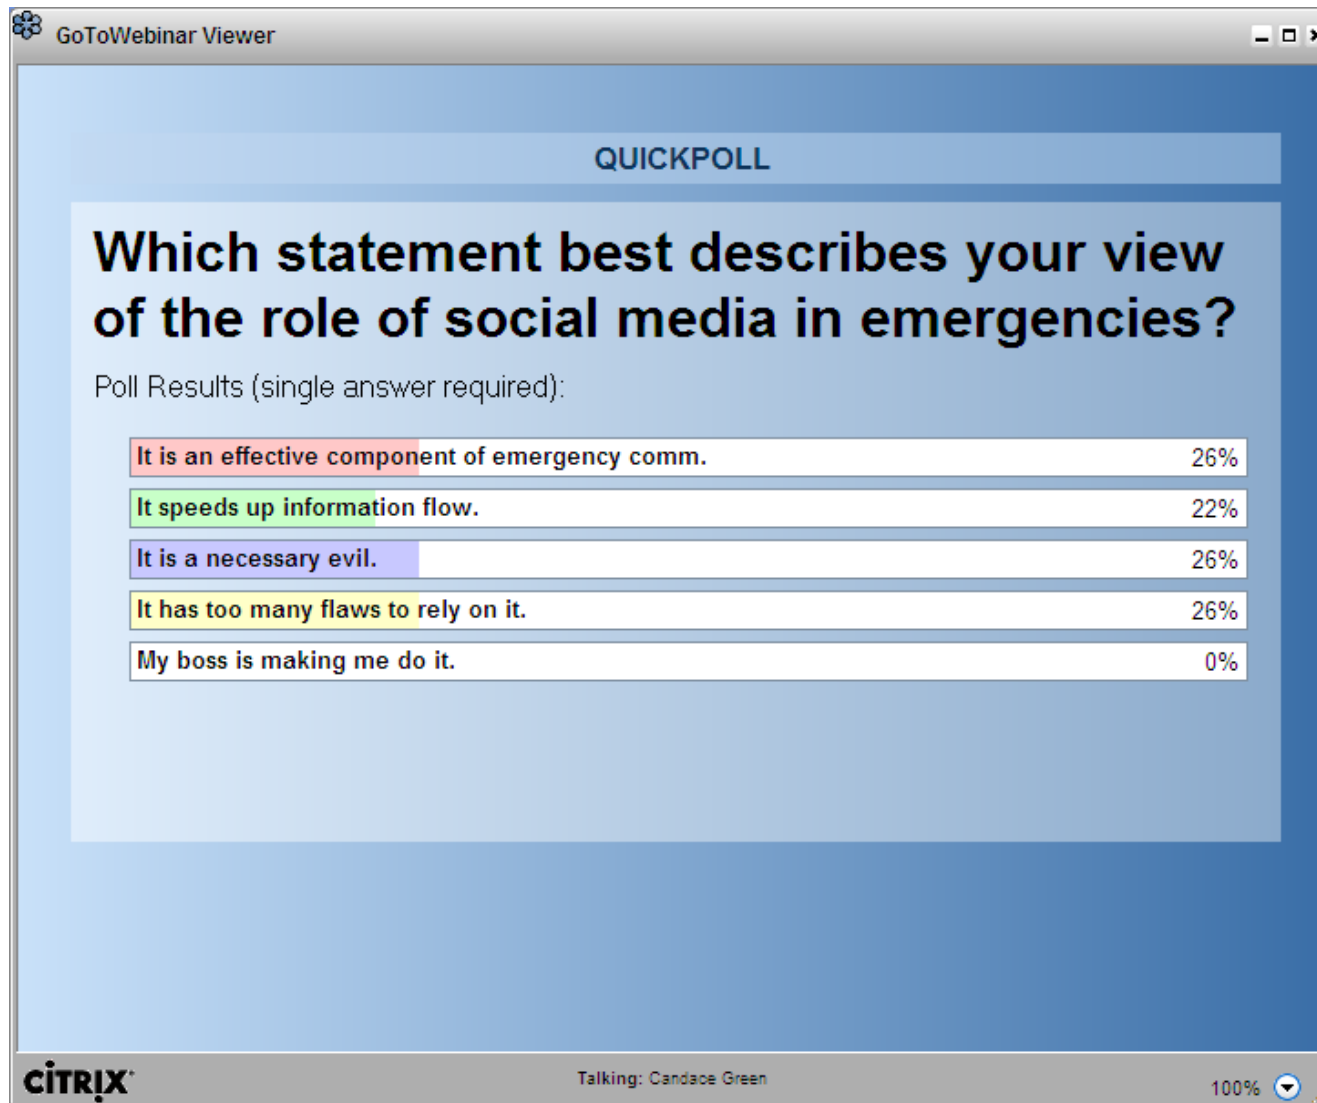 GoToWebinar Viewer
QUICKPOLL
Which statement best describes your view
of the role of social media in emergencies?
Poll Results (single answer required):
It is an effective component of emergency comm. 26%
It speeds up information flow. 22%
It is a necessary evil. 26%
It has too many flaws to rely on it. 26%
My boss is making me do it. 0%
CİTRIX Talking: Candace Green 100%